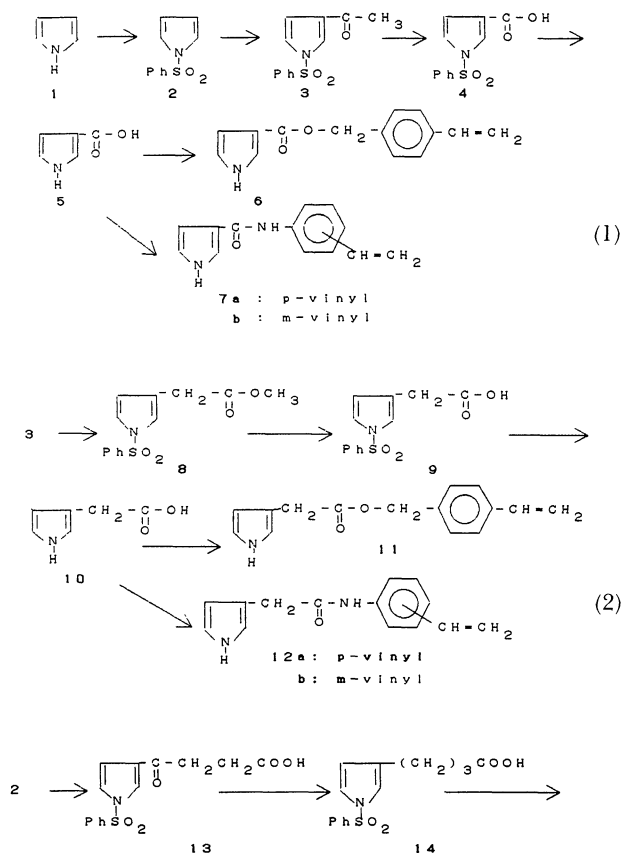 C-CH3
O
C-OH
O
N
H
N
PhSO2
N
PhSO2
N
PhSO2
1 2 3 4
C-OH
O
N
H
5
C-O-CH2
O
CH=CH2
N
H
6
C-NH
O
CH=CH2
N
H
(1)
7a : p-vinyl
b : m-vinyl
CH2-C-OCH3
O
CH2-C-OH
O
3
N
PhSO2
8
N
PhSO2
9
CH2-C-OH
O
N
H
10
CH2-C-O-CH2
O
CH=CH2
N
H
11
CH2-C-NH
O
CH=CH2
N
H
(2)
12a: p-vinyl
b: m-vinyl
C-CH2CH2COOH
O
(CH2)3COOH
2
N
PhSO2
13
N
PhSO2
14